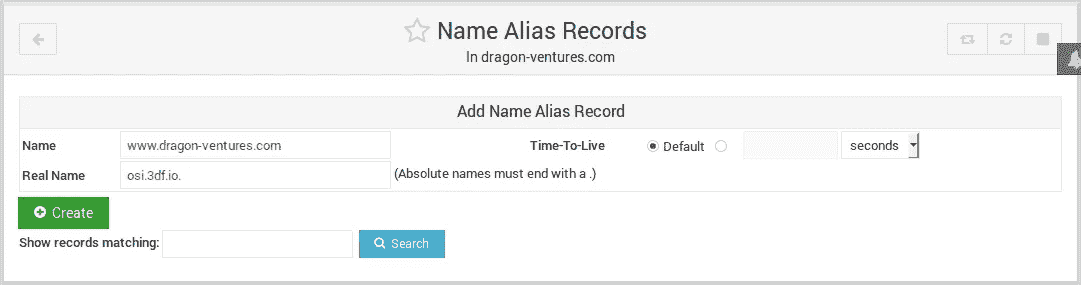 Name Alias Records
In dragon-ventures.com
Add Name Alias Record
Name www.dragon-ventures.com Time-To-Live Default seconds
Real Name osi.3df.io. (Absolute names must end with a .)
Create
Show records matching: Search